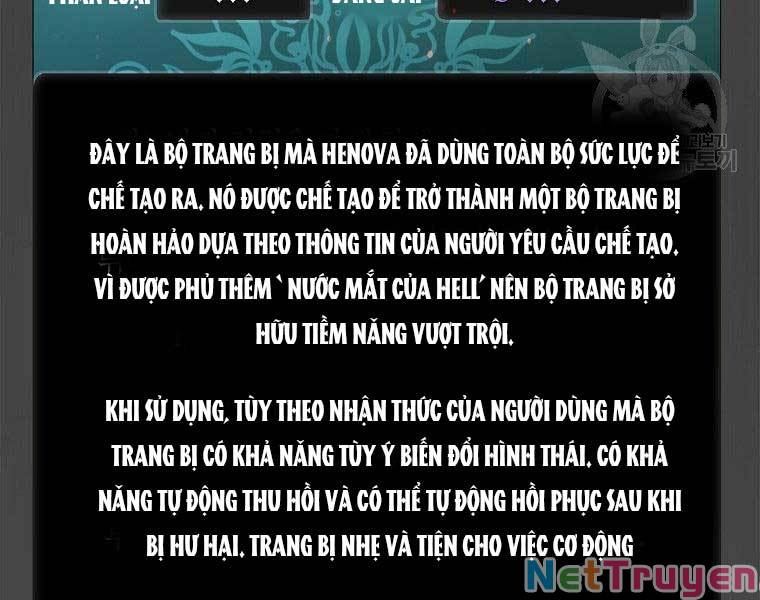 PHÂN LOẠI ??? ĐẲNG CẤP ???
ĐÂY LÀ BỘ TRANG BỊ MÀ HENOVA ĐÃ DÙNG TOÀN BỘ SỨC LỰC ĐỂ
CHẾ TẠO RA. NÓ ĐƯỢC CHẾ TẠO ĐỂ TRỞ THÀNH MỘT BỘ TRANG BỊ
HOÀN HẢO DỰA THEO THÔNG TIN CỦA NGƯỜI YÊU CẦU CHẾ TẠO.
VÌ ĐƯỢC PHỦ THÊM ` NƯỚC MẮT CỦA HELL´ NÊN BỘ TRANG BỊ SỞ
HỮU TIỀM NĂNG VƯỢT TRỘI.
KHI SỬ DỤNG, TÙY THEO NHẬN THỨC CỦA NGƯỜI DÙNG MÀ BỘ
TRANG BỊ CÓ KHẢ NĂNG TÙY Ý BIẾN ĐỔI HÌNH THÁI. CÓ KHẢ
NĂNG TỰ ĐỘNG THU HỒI VÀ CÓ THỂ TỰ ĐỘNG HỒI PHỤC SAU KHI
BỊ HƯ HẠI. TRANG BỊ NHẸ VÀ TIỆN CHO VIỆC CƠ ĐỘNG
NetTruyen